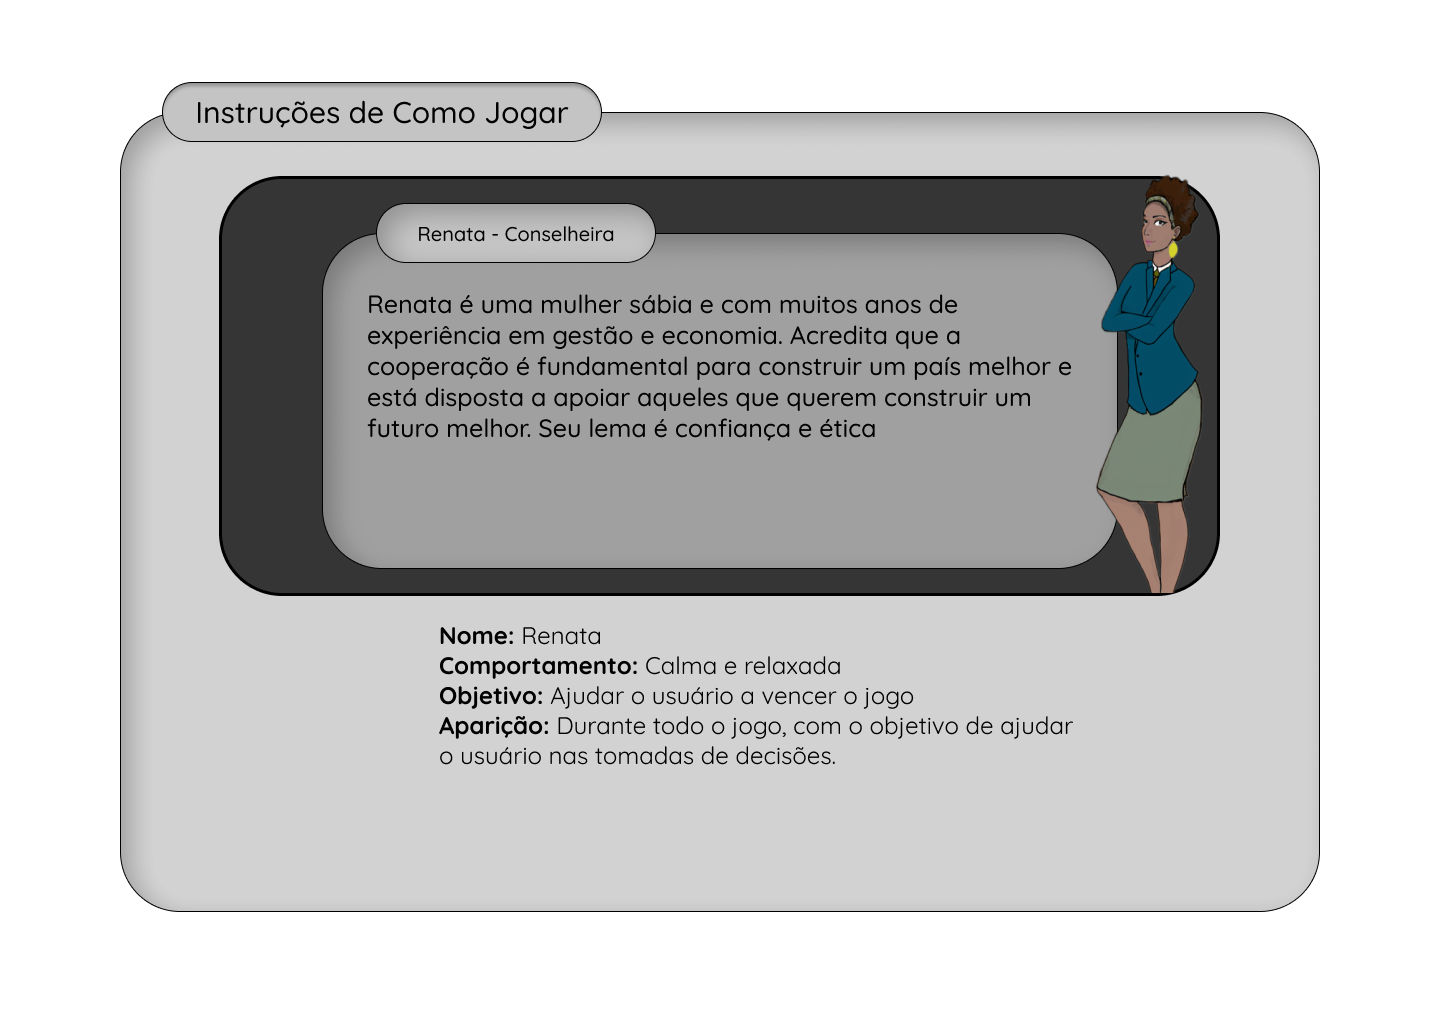 Instruções de Como Jogar
Renata - Conselheira
Renata é uma mulher sábia e com muitos anos de
experiência em gestão e economia. Acredita que a
cooperação é fundamental para construir um país melhor e
está disposta a apoiar aqueles que querem construir um
futuro melhor. Seu lema é confiança e ética
Nome: Renata
Comportamento: Calma e relaxada
Objetivo: Ajudar o usuário a vencer o jogo
Aparição: Durante todo o jogo, com o objetivo de ajudar
o usuário nas tomadas de decisões.